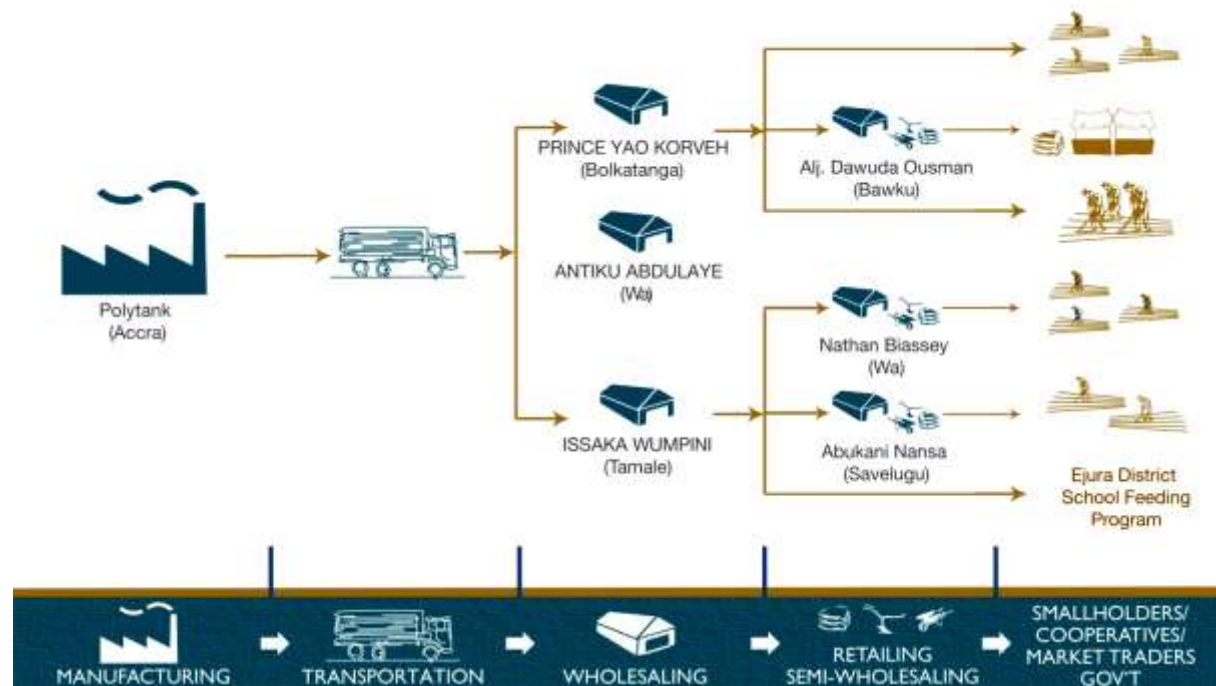 PRINCE YAO KORVEH
(Bolkatanga)
Alj. Dawuda Ousman
(Bawku)
ANTIKU ABDULAYE
(Wa)
Polytank
(Accra)
Nathan Biassey
(Wa)
ISSAKA WUMPINI
(Tamale)
Abukani Nansa
(Savelugu)
Ejura District
School Feeding
Program
MANUFACTURING
TRANSPORTATION
WHOLESALING
RETAILING
SEMI-WHOLESALING
SMALLHOLDERS/
COOPERATIVES/
MARKET TRADERS
GOV'T